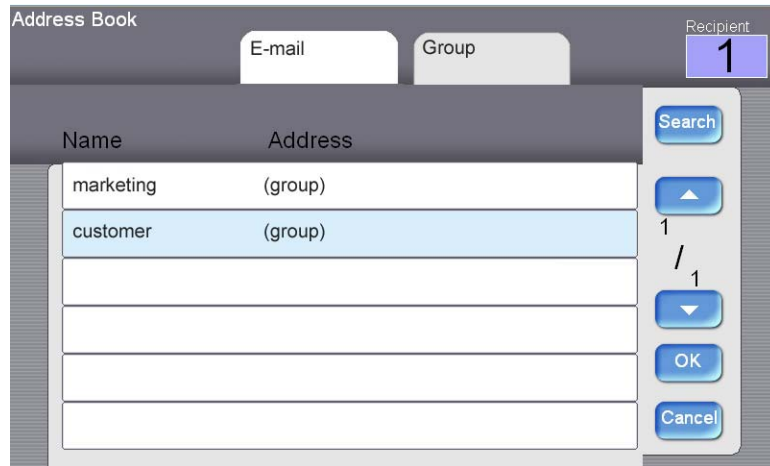 Address Book
Recipient
1
E-mail Group
Search
Name Address
marketing (group)
customer (group)
1
/
1
OK
Cancel